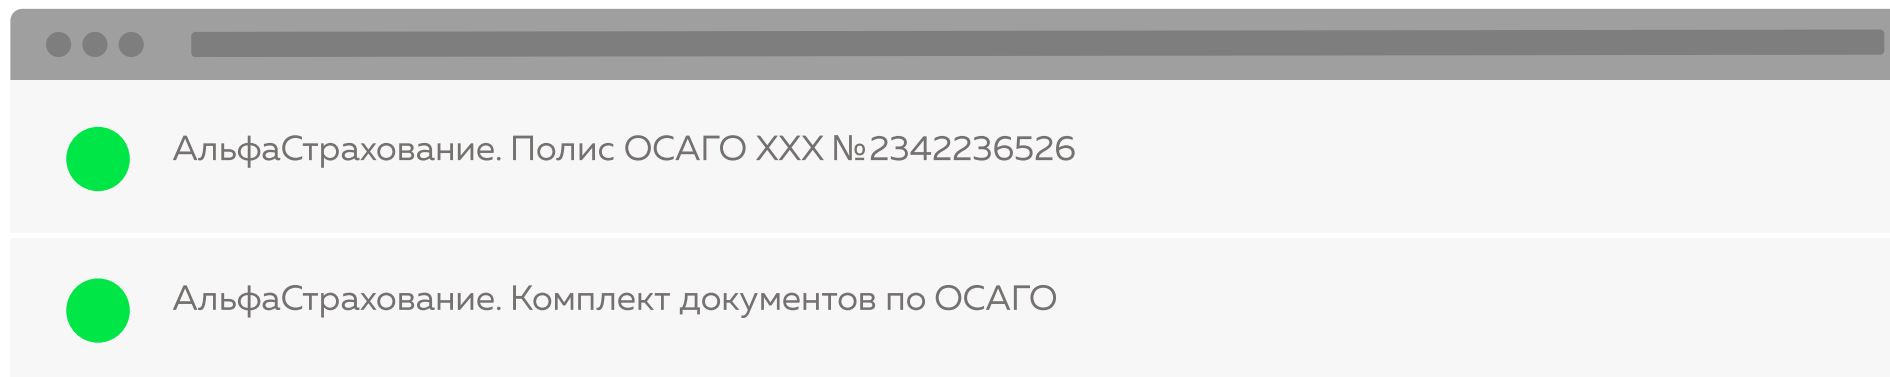 АльфаСтрахование. Полис ОСАГО ХХХ №2342236526
АльфаСтрахование. Комплект документов по ОСАГО